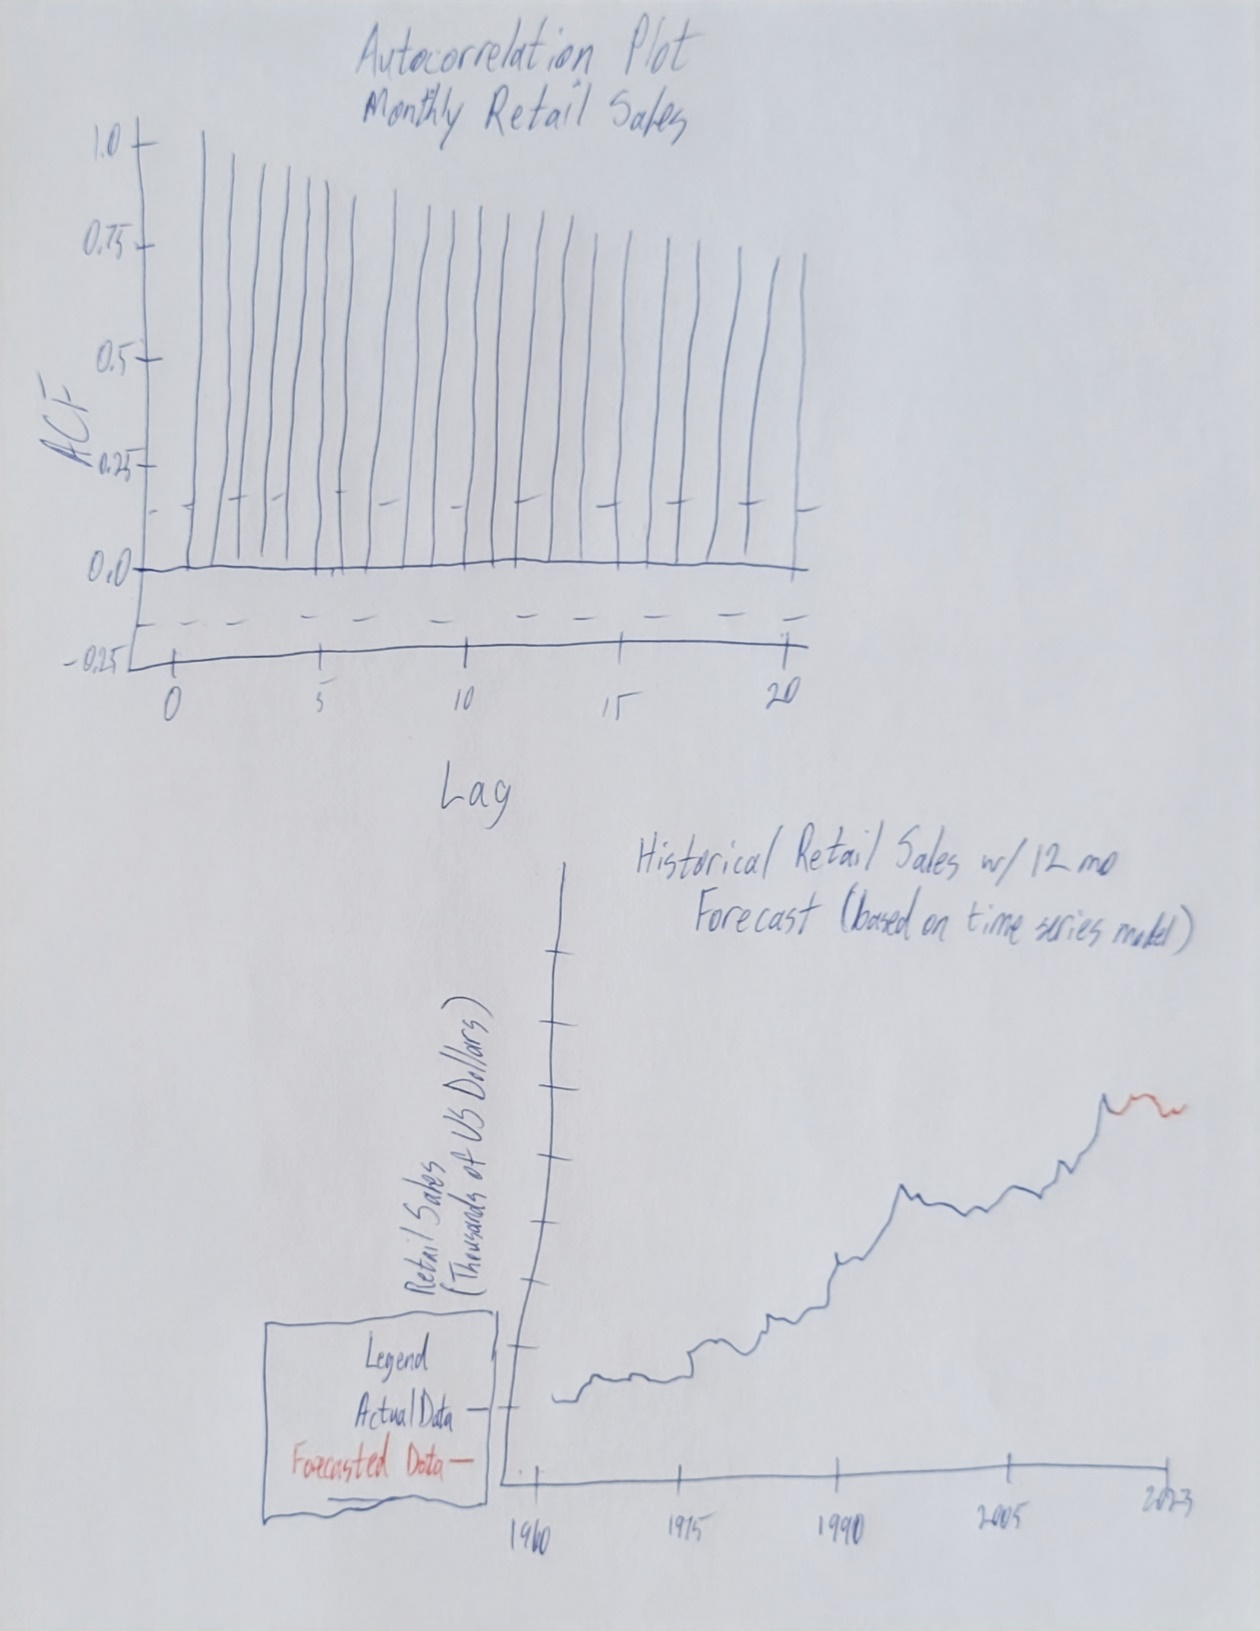 Autocorrelation Plot
Monthly Retail Sales
1.0
0.75
0.5
0.25
0.0
-0.25
ACF
0 5 10 15 20
Lag
Historical Retail Sales w/ 12 mo
Forecast (based on time series model)
Retail Sales
(Thousands of US Dollars)
Legend
Actual Data
Forecasted Data
1960 1975 1990 2005 2023